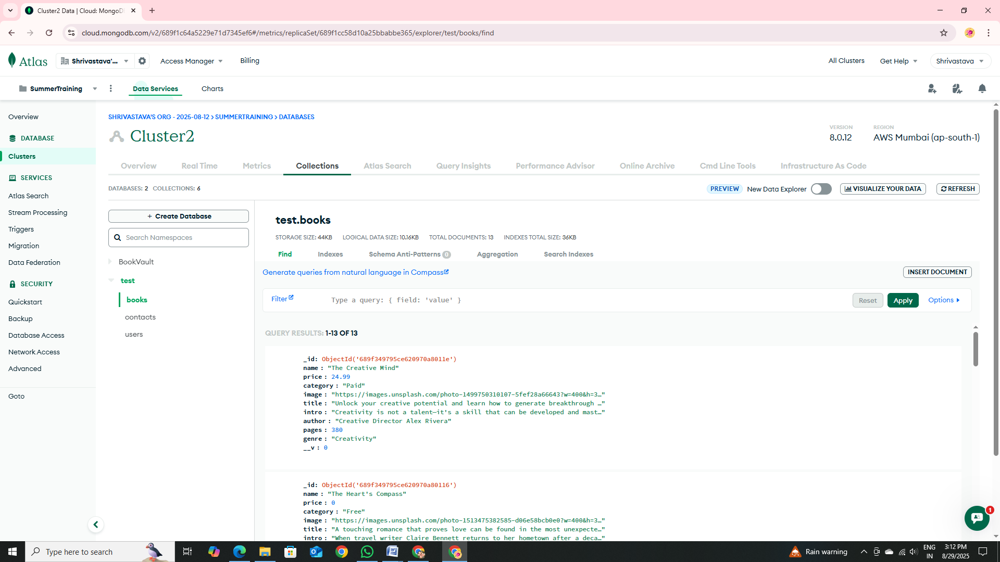 Cluster2 Data | Cloud: MongoD
cloud.mongodb.com/v2/689f1c64a5229e71d7345ef6#/metrics/replicaSet/689f1cc58d10a25bbabbe365/explorer/test/books/find
Atlas
Shrivastava'...
Access Manager
Billing
All Clusters
Get Help
Shrivastava
SummerTraining
Data Services
Charts
Overview
DATABASE
Clusters
SERVICES
Atlas Search
Stream Processing
Triggers
Migration
Data Federation
SECURITY
Quickstart
Backup
Database Access
Network Access
Advanced
Goto
SHRIVASTAVA'S ORG - 2025-08-12 > SUMMERTRAINING > DATABASES
Cluster2
VERSION
8.0.12
REGION
AWS Mumbai (ap-south-1)
Overview
Real Time
Metrics
Collections
Atlas Search
Query Insights
Performance Advisor
Online Archive
Cmd Line Tools
Infrastructure As Code
DATABASES: 2 COLLECTIONS: 6
PREVIEW
New Data Explorer
VISUALIZE YOUR DATA
REFRESH
+ Create Database
Search Namespaces
BookVault
test
books
contacts
users
test.books
STORAGE SIZE: 44KB LOGICAL DATA SIZE: 10.16KB TOTAL DOCUMENTS: 13 INDEXES TOTAL SIZE: 36KB
Find
Indexes
Schema Anti-Patterns 0
Aggregation
Search Indexes
Generate queries from natural language in Compass
INSERT DOCUMENT
Filter
Type a query: { field: 'value' }
Reset
Apply
Options
QUERY RESULTS: 1-13 OF 13
_id: ObjectId('689f349795ce620970a8011e')
name : "The Creative Mind"
price : 24.99
category : "Paid"
image : "https://images.unsplash.com/photo-1499750310107-5fef28a66643?w=400&h=3…"
title : "Unlock your creative potential and learn how to generate breakthrough …"
intro : "Creativity is not a talent—it's a skill that can be developed and mast…"
author : "Creative Director Alex Rivera"
pages : 380
genre : "Creativity"
__v : 0
_id: ObjectId('689f349795ce620970a80116')
name : "The Heart's Compass"
price : 0
category : "Free"
image : "https://images.unsplash.com/photo-1513475382585-d06e58bcb0e0?w=400&h=3…"
title : "A touching romance that proves love can be found in the most unexpecte…"
intro : "When travel writer Claire Bennett returns to her hometown after a deca…"
1
Type here to search
Rain warning
ENG
IN
3:12 PM
8/29/2025